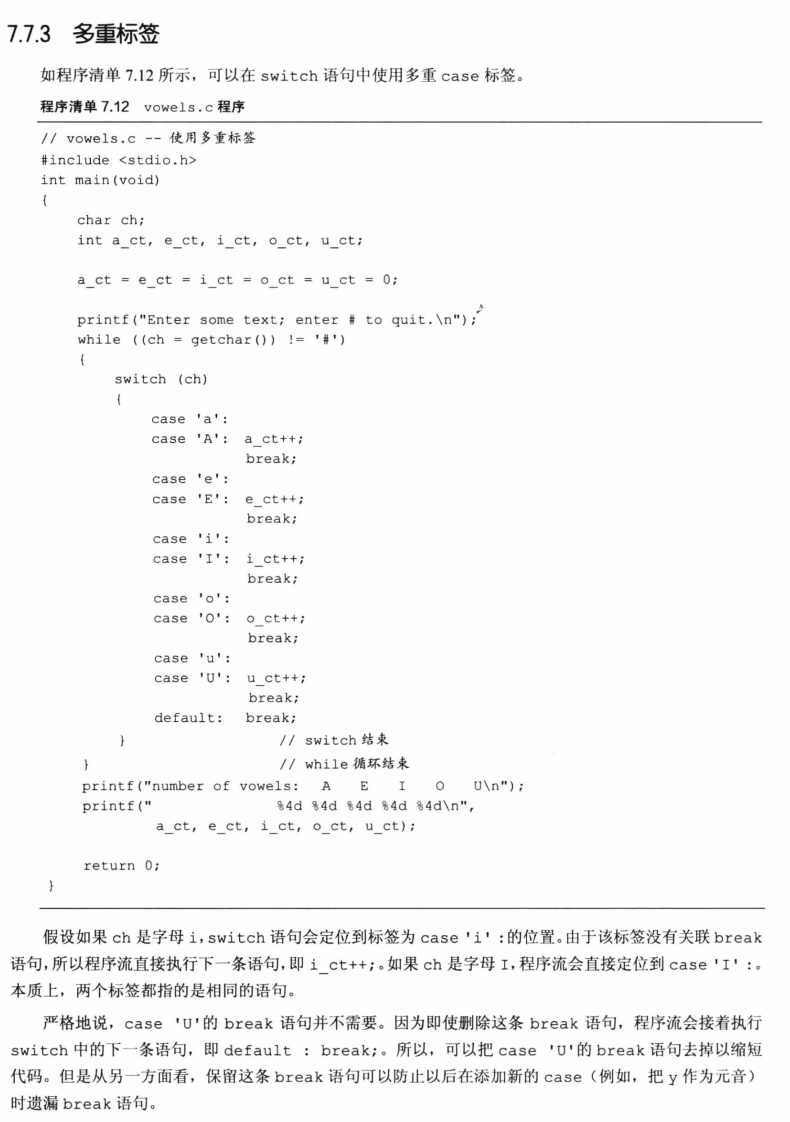 7.7.3 多重标签
如程序清单 7.12 所示，可以在 switch 语句中使用多重 case 标签。
程序清单 7.12 vowels.c 程序
// vowels.c -- 使用多重标签
#include <stdio.h>
int main(void)
{
    char ch;
    int a_ct, e_ct, i_ct, o_ct, u_ct;

    a_ct = e_ct = i_ct = o_ct = u_ct = 0;

    printf("Enter some text; enter # to quit.\n");
    while ((ch = getchar()) != '#')
    {
        switch (ch)
        {
            case 'a':
            case 'A':  a_ct++;
                       break;
            case 'e':
            case 'E':  e_ct++;
                       break;
            case 'i':
            case 'I':  i_ct++;
                       break;
            case 'o':
            case 'O':  o_ct++;
                       break;
            case 'u':
            case 'U':  u_ct++;
                       break;
            default:   break;
        }                 // switch 结束
    }                     // while 循环结束
    printf("number of vowels:   A    E    I    O    U\n");
    printf("                 %4d %4d %4d %4d %4d\n",
            a_ct, e_ct, i_ct, o_ct, u_ct);

    return 0;
}
假设如果 ch 是字母 i，switch 语句会定位到标签为 case 'i' :的位置。由于该标签没有关联 break
语句，所以程序流直接执行下一条语句，即 i_ct++;。如果 ch 是字母 I，程序流会直接定位到 case 'I' :。
本质上，两个标签都指的是相同的语句。
严格地说，case 'U'的 break 语句并不需要。因为即使删除这条 break 语句，程序流会接着执行
switch 中的下一条语句，即 default : break;。所以，可以把 case 'U'的 break 语句去掉以缩短
代码。但是从另一方面看，保留这条 break 语句可以防止以后在添加新的 case（例如，把 y 作为元音）
时遗漏 break 语句。